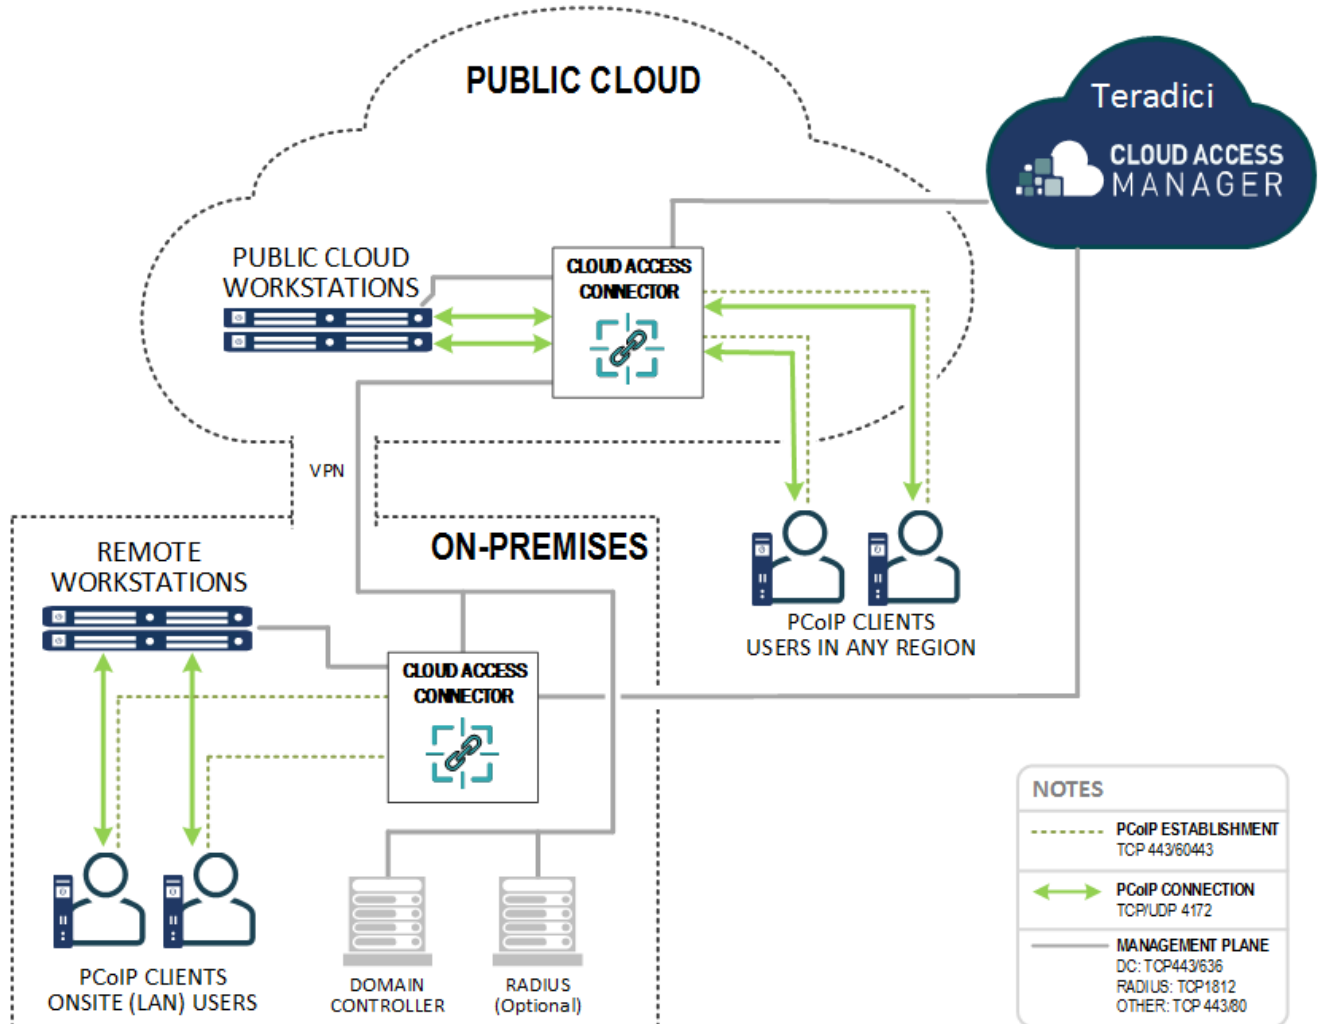 PUBLIC CLOUD
Teradici
CLOUD ACCESS
MANAGER
PUBLIC CLOUD
WORKSTATIONS
CLOUD ACCESS
CONNECTOR
VPN
ON-PREMISES
REMOTE
WORKSTATIONS
PCoIP CLIENTS
USERS IN ANY REGION
CLOUD ACCESS
CONNECTOR
PCoIP CLIENTS
ONSITE (LAN) USERS
DOMAIN
CONTROLLER
RADIUS
(Optional)
NOTES
PCoIP ESTABLISHMENT
TCP 443/60443
PCoIP CONNECTION
TCP/UDP 4172
MANAGEMENT PLANE
DC: TCP443/636
RADIUS: TCP1812
OTHER: TCP 443/80